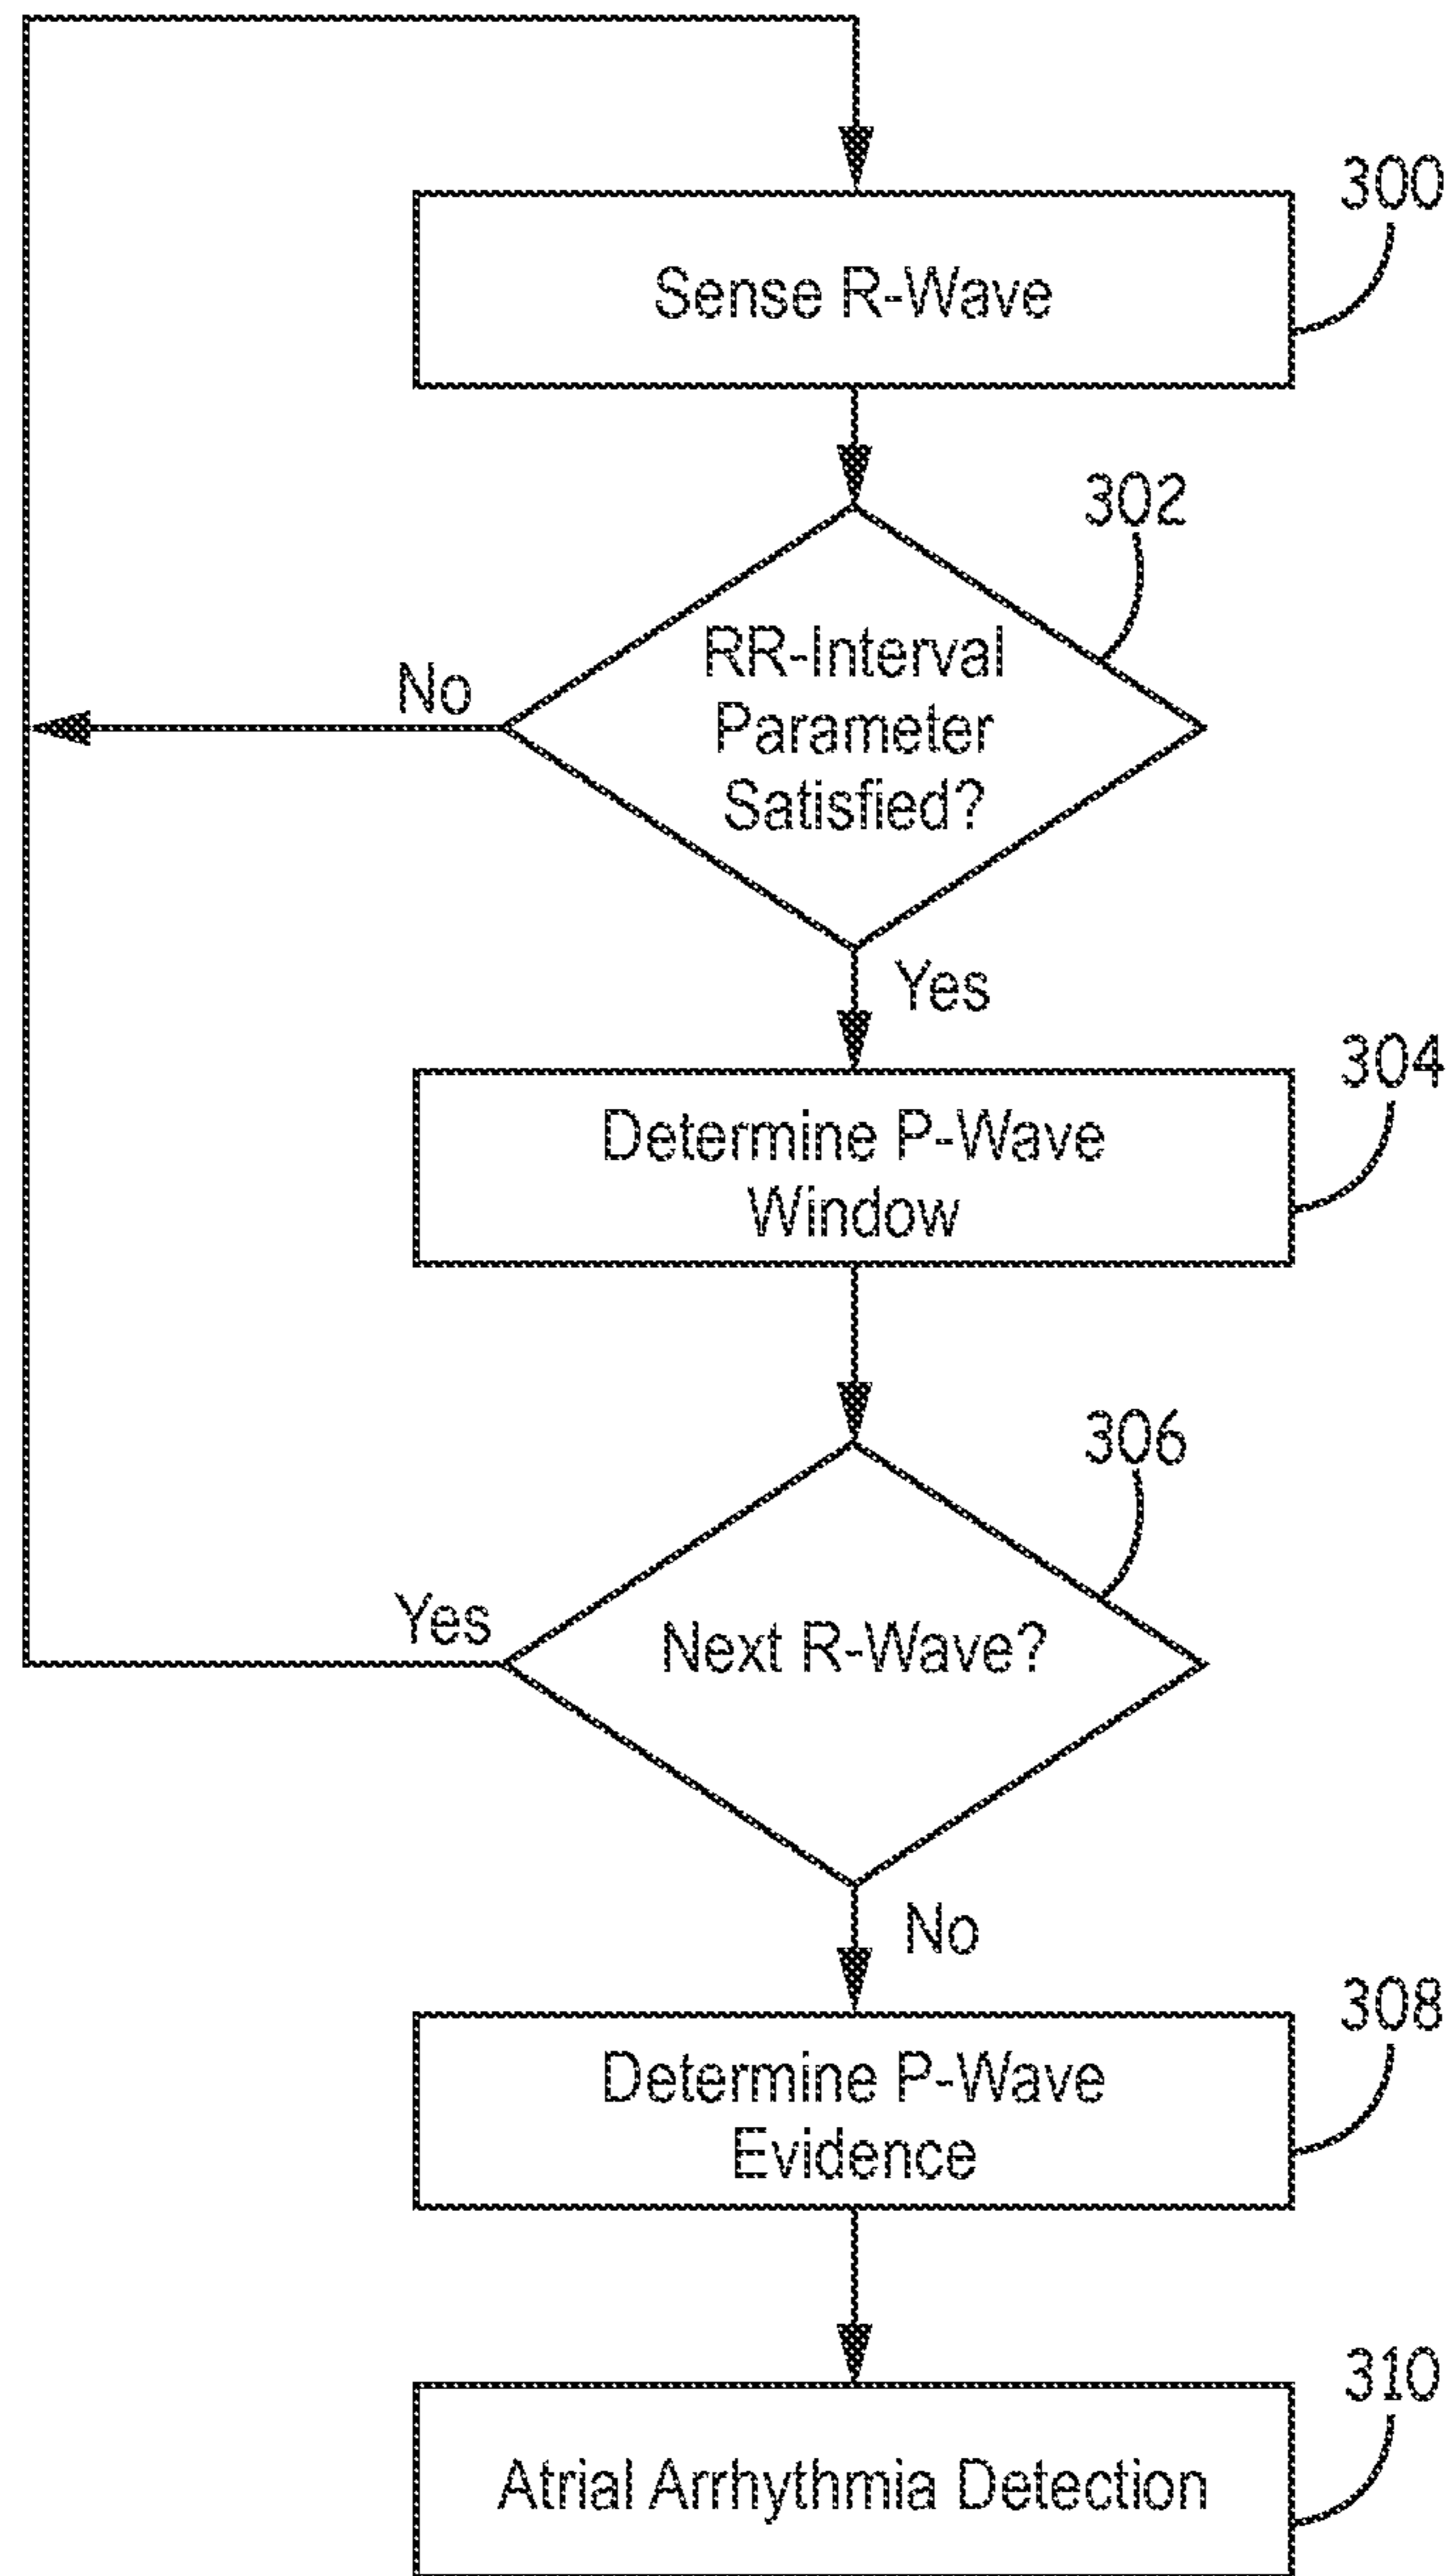 300
Sense R-Wave
302
RR-Interval
Parameter
Satisfied?
No
Yes
304
Determine P-Wave
Window
306
Next R-Wave?
Yes
No
308
Determine P-Wave
Evidence
310
Atrial Arrhythmia Detection